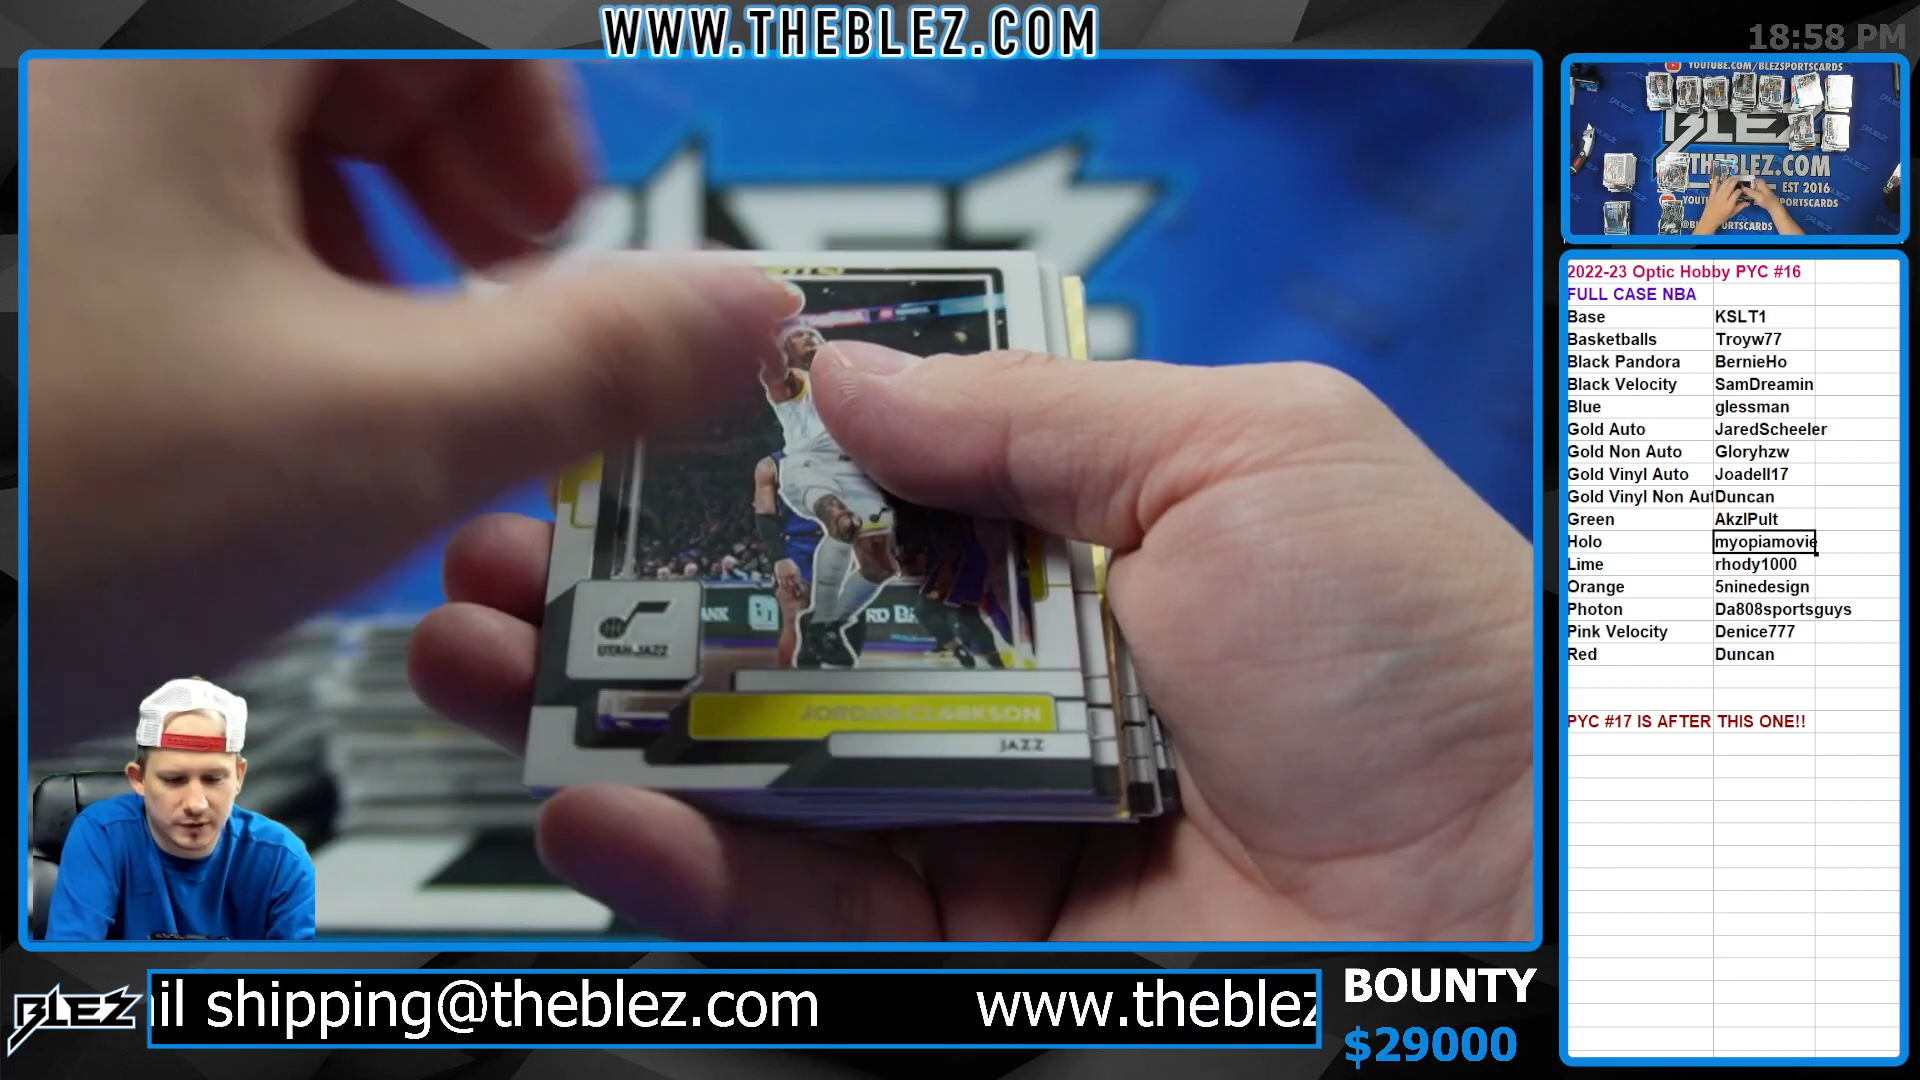 WWW.THEBLEZ.COM
18:58 PM
YOUTUBE.COM/BLEZSPORTSCARDS
BLEZ
THEBLEZ.COM
EST 2016
2022-23 Optic Hobby PYC #16
FULL CASE NBA
Base KSLT1
Basketballs Troyw77
Black Pandora BernieHo
Black Velocity SamDreamin
Blue glessman
Gold Auto JaredScheeler
Gold Non Auto Gloryhzw
Gold Vinyl Auto Joadell17
Gold Vinyl Non Aut Duncan
Green AkzlPult
Holo myopiamovie
Lime rhody1000
Orange 5ninedesign
Photon Da808sportsguys
Pink Velocity Denice777
Red Duncan
PYC #17 IS AFTER THIS ONE!!
UTAH JAZZ
JORDAN CLARKSON
JAZZ
BLEZ
il shipping@theblez.com www.theblez
BOUNTY
$29000